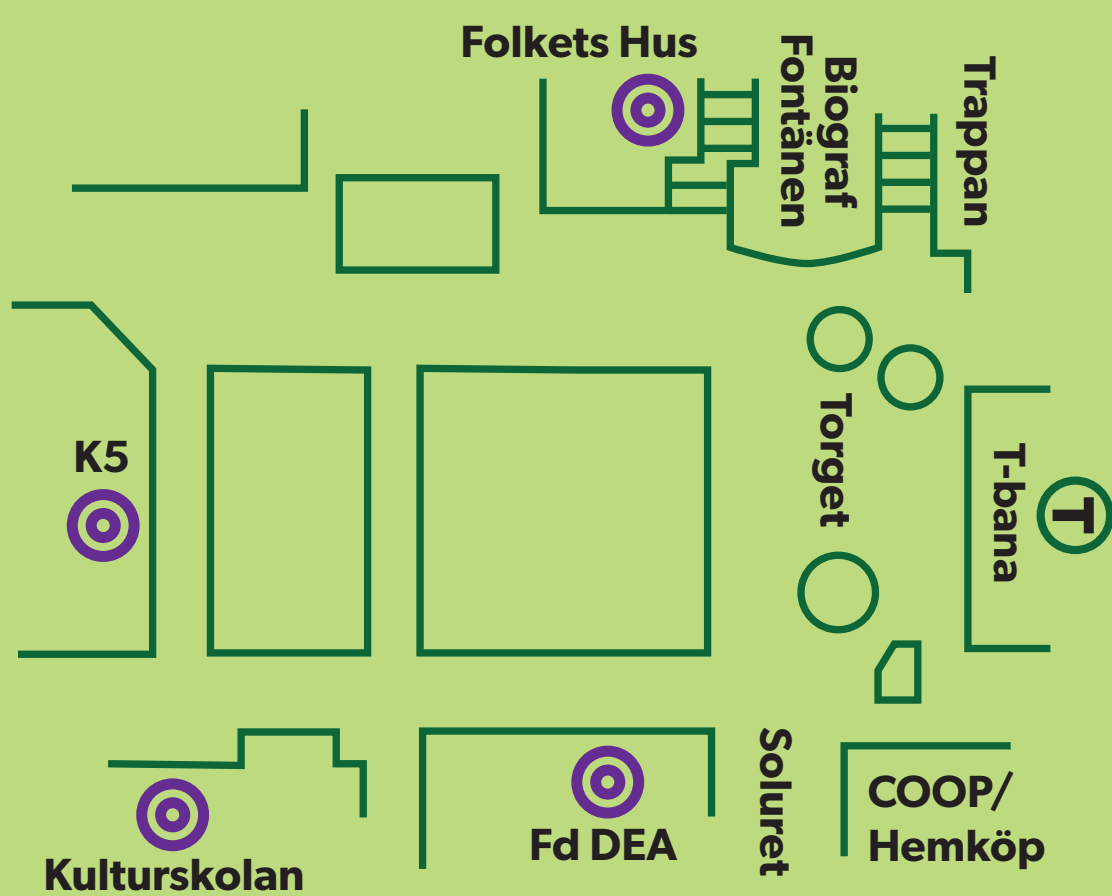 Folkets Hus
Biograf
Fontänen
Trappan
K5
Torget
T-bana
T
Kulturskolan
Fd DEA
Soluret
COOP/
Hemköp